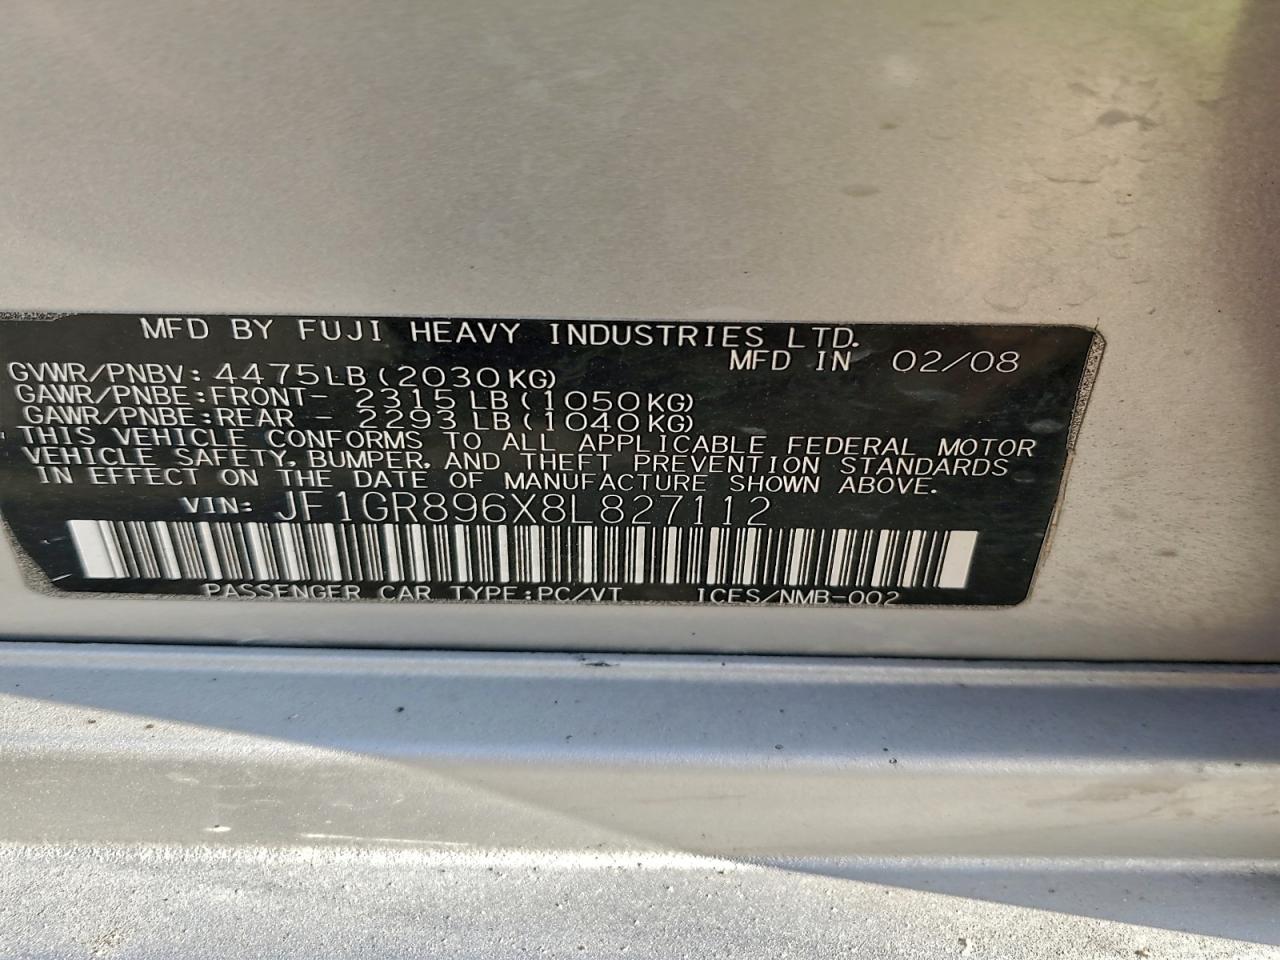 MFD BY FUJI HEAVY INDUSTRIES LTD.
MFD IN 02/08
GVWR/PNBV: 4475LB(2030KG)
GAWR/PNBE:FRONT- 2315LB(1050KG)
GAWR/PNBE:REAR - 2293LB(1040KG)
THIS VEHICLE CONFORMS TO ALL APPLICABLE FEDERAL MOTOR
VEHICLE SAFETY, BUMPER, AND THEFT PREVENTION STANDARDS
IN EFFECT ON THE DATE OF MANUFACTURE SHOWN ABOVE.
VIN: JF1GR896X8L827112
PASSENGER CAR TYPE:PC/VT ICES/NMB-002